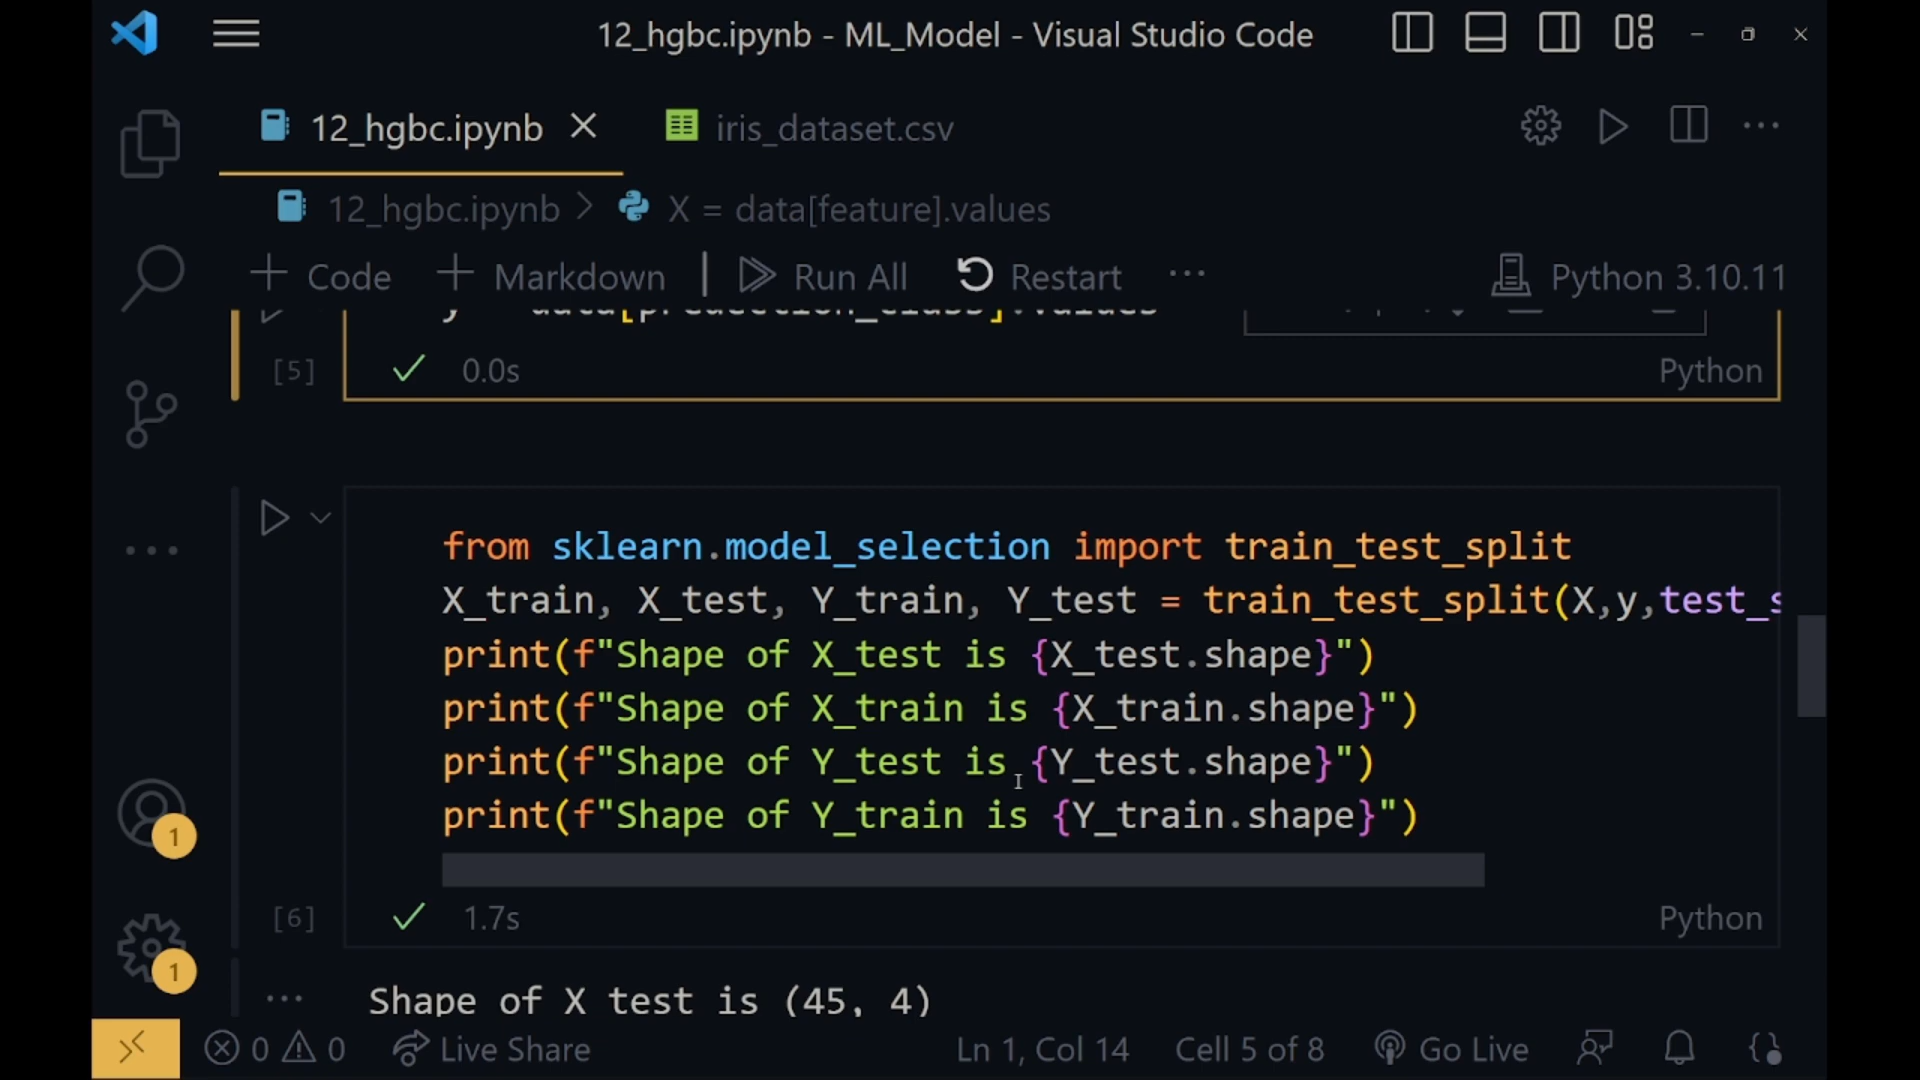 12_hgbc.ipynb - ML_Model - Visual Studio Code
12_hgbc.ipynb iris_dataset.csv
12_hgbc.ipynb > X = data[feature].values
Code Markdown Run All Restart ... Python 3.10.11
[5] 0.0s Python
from sklearn.model_selection import train_test_split
X_train, X_test, Y_train, Y_test = train_test_split(X,y,test_s
print(f"Shape of X_test is {X_test.shape}")
print(f"Shape of X_train is {X_train.shape}")
print(f"Shape of Y_test is {Y_test.shape}")
print(f"Shape of Y_train is {Y_train.shape}")
1
[6] 1.7s Python
1
Shape of X test is (45, 4)
0 0 Live Share Ln 1, Col 14 Cell 5 of 8 Go Live